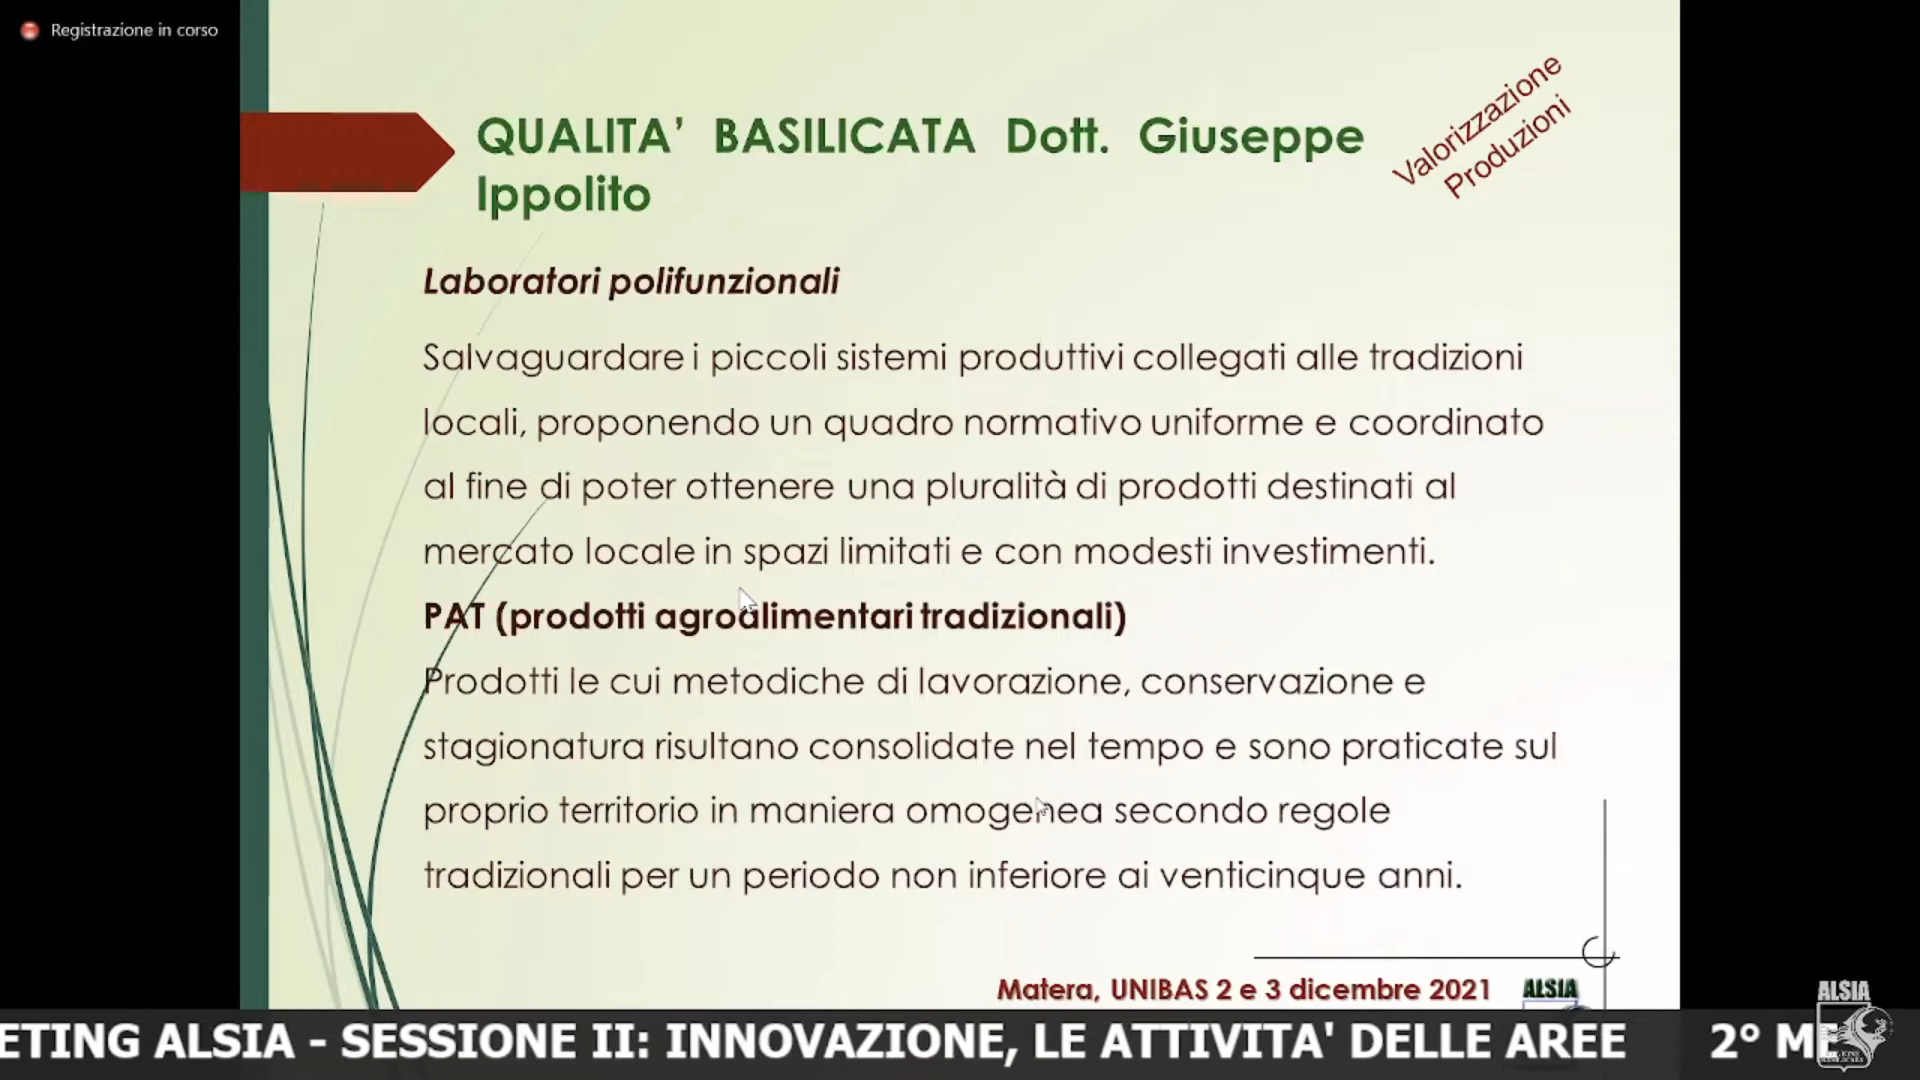 Registrazione in corso
Valorizzazione
Produzioni
QUALITA’ BASILICATA Dott. Giuseppe
Ippolito
Laboratori polifunzionali
Salvaguardare i piccoli sistemi produttivi collegati alle tradizioni
locali, proponendo un quadro normativo uniforme e coordinato
al fine di poter ottenere una pluralità di prodotti destinati al
mercato locale in spazi limitati e con modesti investimenti.
PAT (prodotti agroalimentari tradizionali)
Prodotti le cui metodiche di lavorazione, conservazione e
stagionatura risultano consolidate nel tempo e sono praticate sul
proprio territorio in maniera omogenea secondo regole
tradizionali per un periodo non inferiore ai venticinque anni.
Matera, UNIBAS 2 e 3 dicembre 2021
ALSIA
ALSIA
ETING ALSIA - SESSIONE II: INNOVAZIONE, LE ATTIVITA' DELLE AREE 2° M